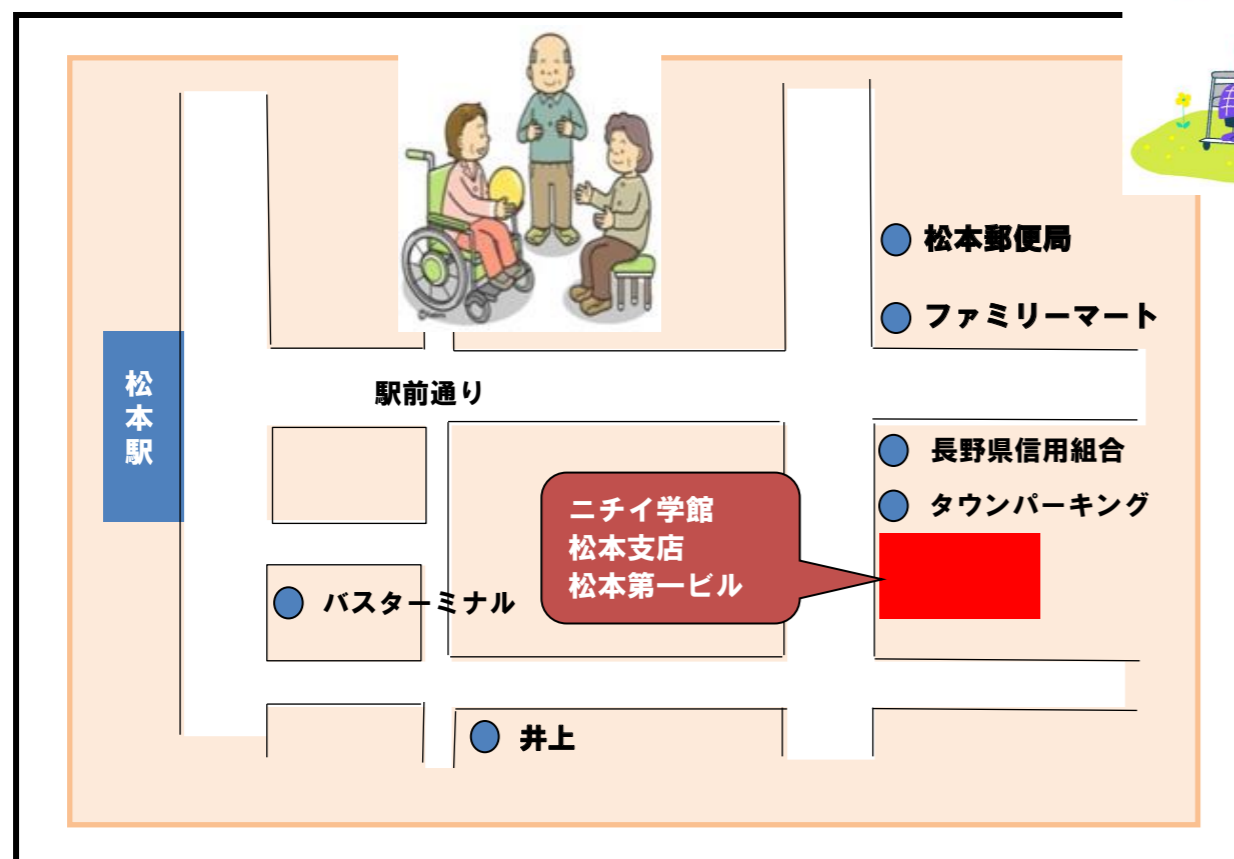 松本郵便局
ファミリーマート
駅前通り
松本駅
長野県信用組合
タウンパーキング
ニチイ学館
松本支店
松本第一ビル
バスターミナル
井上